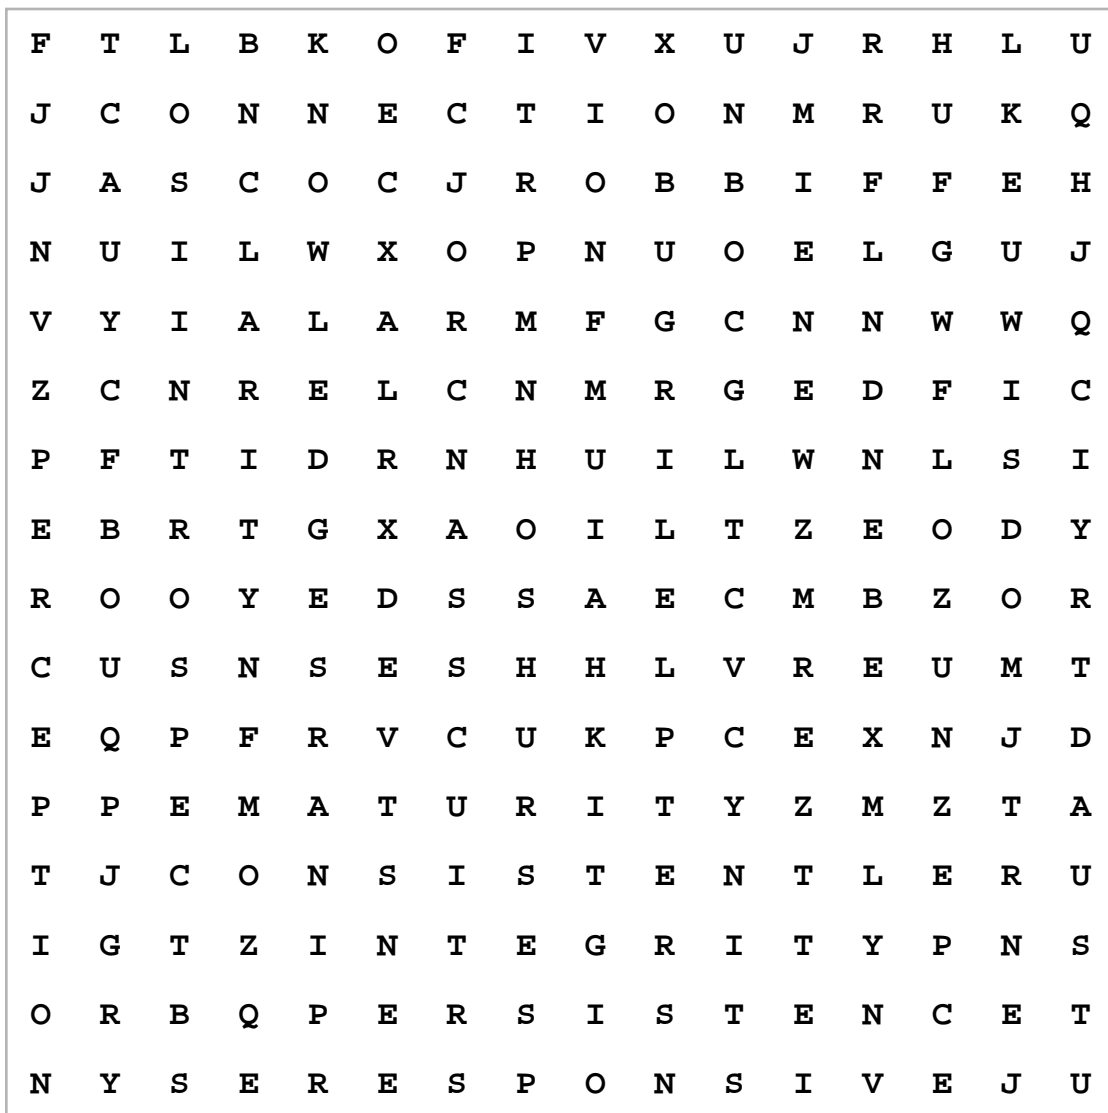 F T L B K O F I V X U J R H L U
J C O N N E C T I O N M R U K Q
J A S C O C J R O B B I F F E H
N U I L W X O P N U O E L G U J
V Y I A L A R M F G C N N W W Q
Z C N R E L C N M R G E D F I C
P F T I D R N H U I L W N L S I
E B R T G X A O I L T Z E O D Y
R O O Y E D S S A E C M B Z O R
C U S N S E S H H L V R E U M T
E Q P F R V C U K P C E X N J D
P P E M A T U R I T Y Z M Z T A
T J C O N S I S T E N T L E R U
I G T Z I N T E G R I T Y P N S
O R B Q P E R S I S T E N C E T
N Y S E R E S P O N S I V E J U